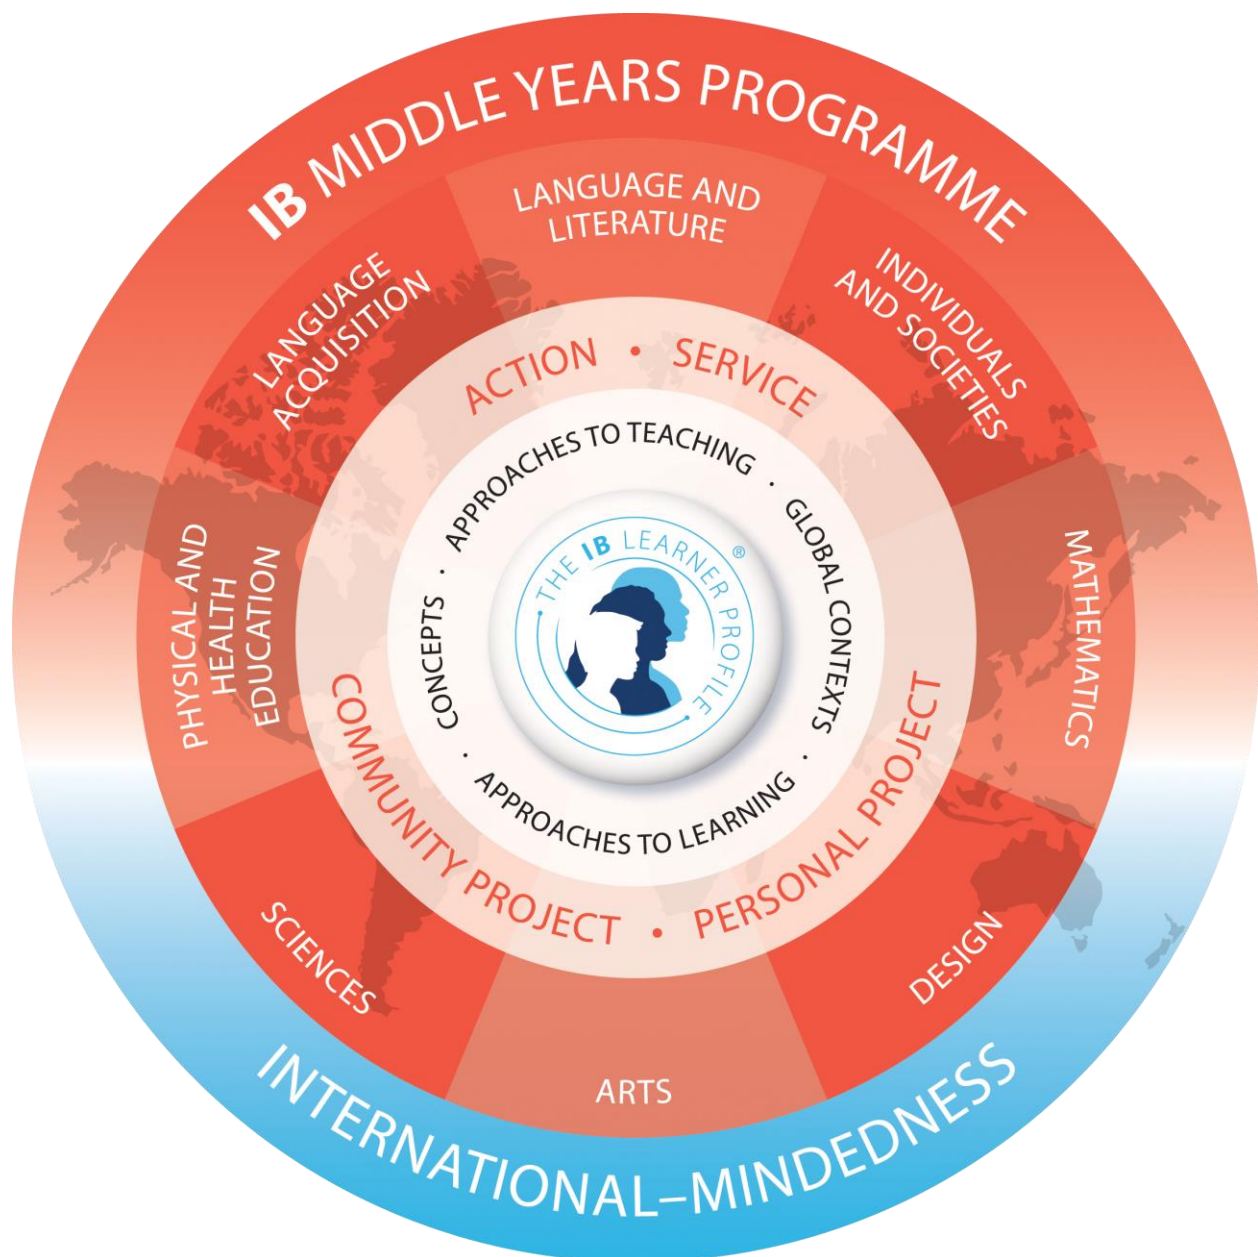 IB MIDDLE YEARS PROGRAMME
LANGUAGE AND
LITERATURE
INDIVIDUALS
AND SOCIETIES
MATHEMATICS
DESIGN
ARTS
SCIENCES
PHYSICAL AND
HEALTH
EDUCATION
LANGUAGE
ACQUISITION
ACTION • SERVICE
PERSONAL PROJECT
•
COMMUNITY PROJECT
APPROACHES TO TEACHING ·
GLOBAL CONTEXTS ·
APPROACHES TO LEARNING ·
CONCEPTS ·
THE IB LEARNER PROFILE ®
INTERNATIONAL–MINDEDNESS